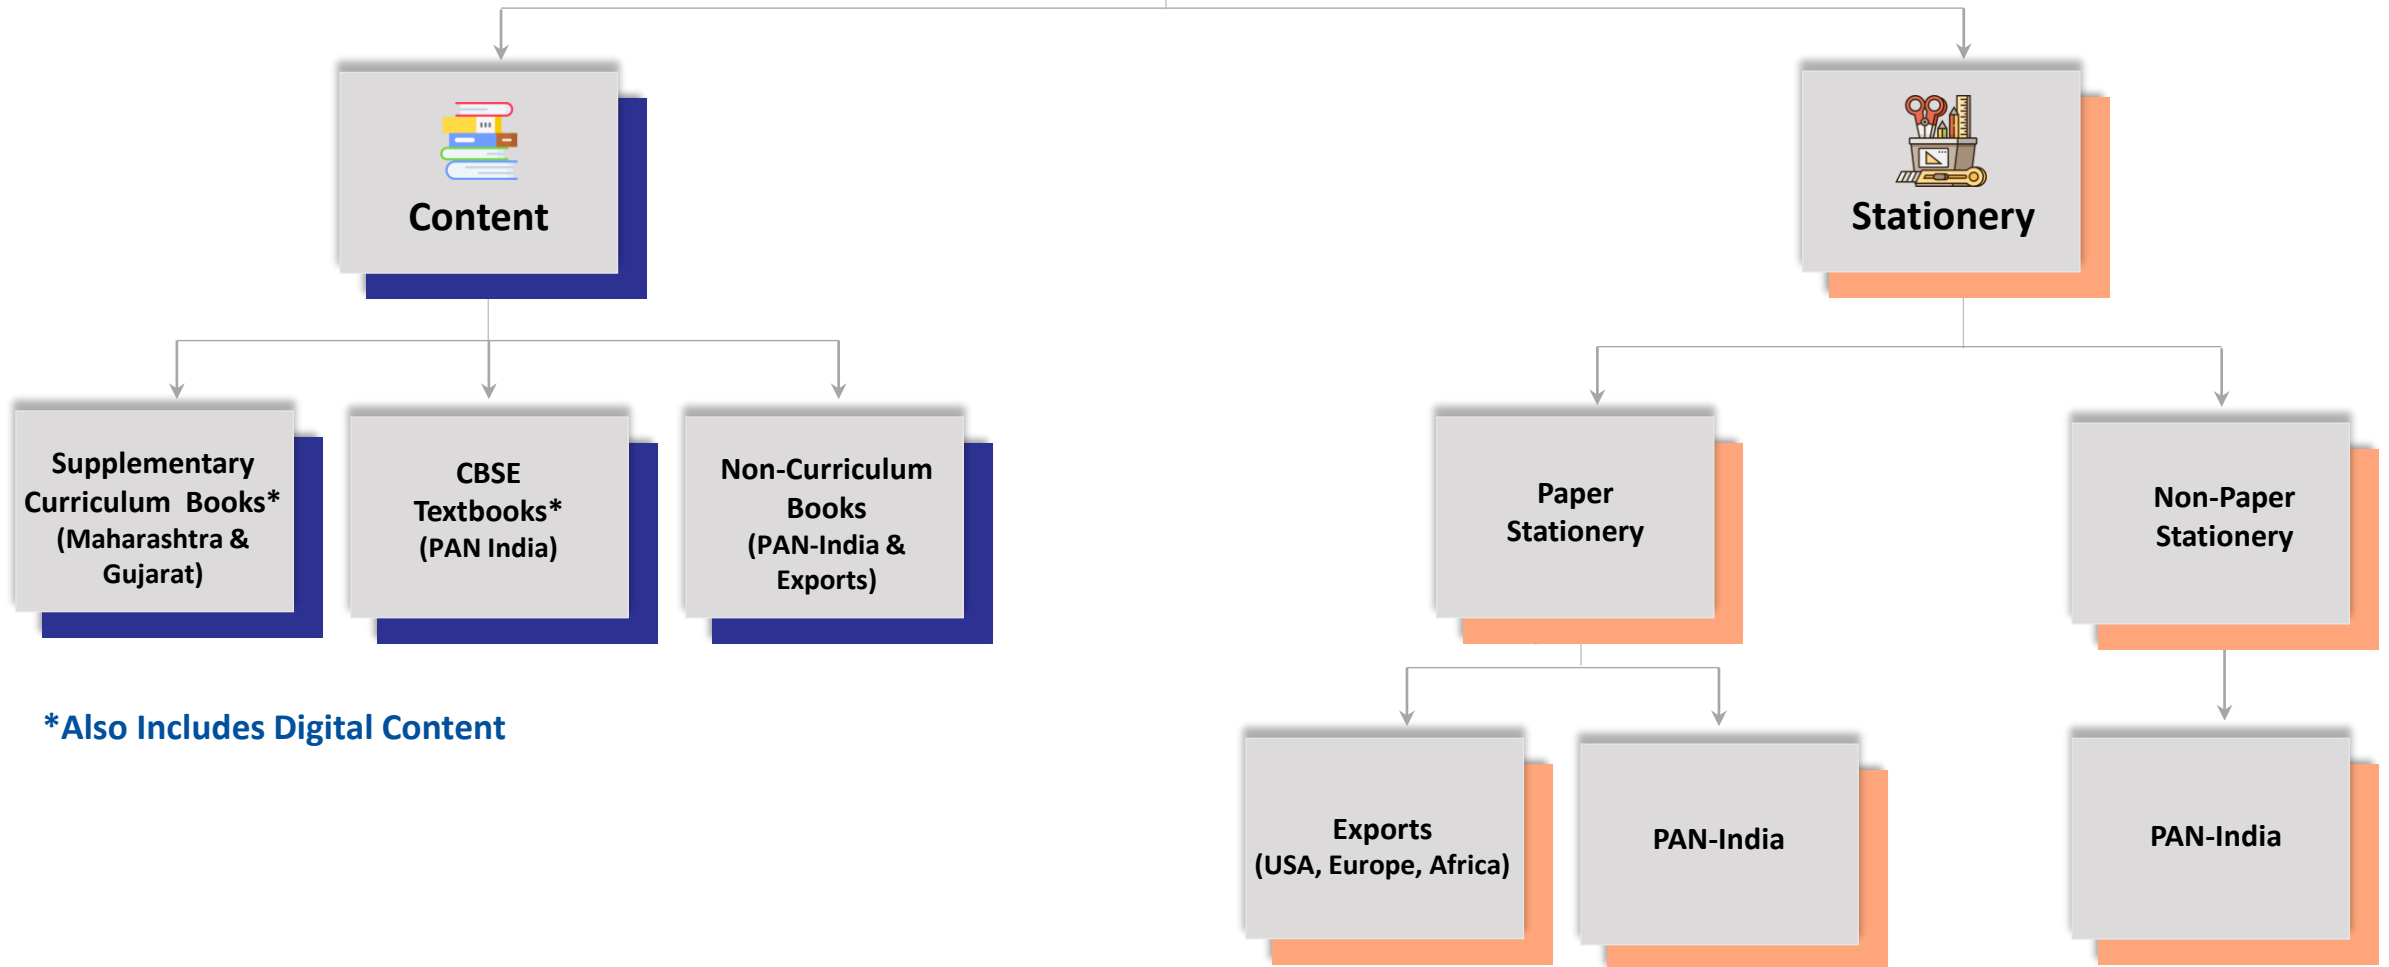 Content
Stationery
Supplementary
Curriculum Books*
(Maharashtra &
Gujarat)
CBSE
Textbooks*
(PAN India)
Non-Curriculum
Books
(PAN-India &
Exports)
Paper
Stationery
Non-Paper
Stationery
*Also Includes Digital Content
Exports
(USA, Europe, Africa)
PAN-India
PAN-India